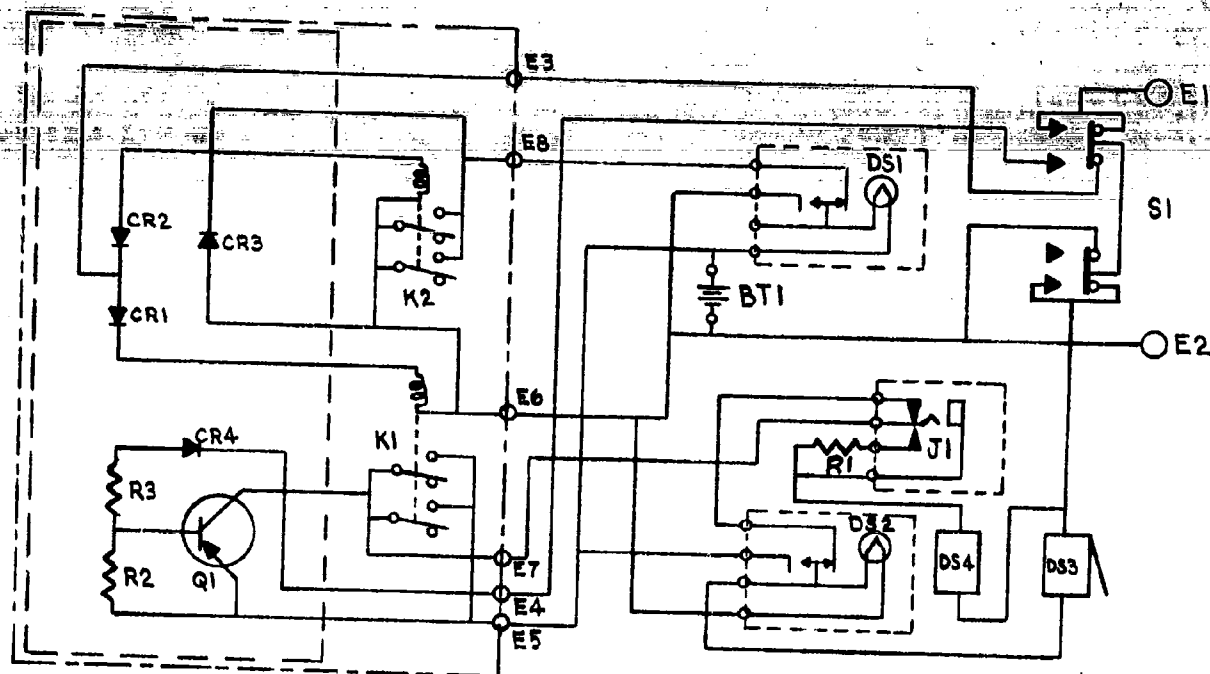 E3
E1
E8
DS1
S1
CR2
CR3
K2
BT1
CR1
E2
E6
CR4
K1
J1
R1
R3
DS2
E7
DS4
DS3
R2
Q1
E4
E5